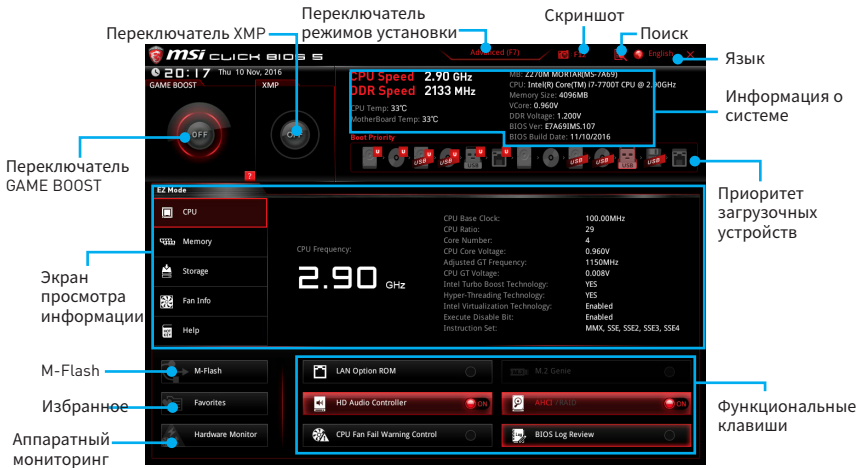 Переключатель XMP
Переключатель
режимов установки
Скриншот
Поиск
Язык
Информация о
системе
Приоритет
загрузочных
устройств
Функциональные
клавиши
Переключатель
GAME BOOST
Экран
просмотра
информации
M-Flash
Избранное
Аппаратный
мониторинг
msi CLICK BIOS 5
Advanced (F7)
F12
English
20:17 Thu 10 Nov, 2016
GAME BOOST
XMP
OFF
OFF
?
CPU Speed 2.90 GHz
DDR Speed 2133 MHz
CPU Temp: 33°C
MotherBoard Temp: 33°C
MB: Z270M MORTAR(MS-7A69)
CPU: Intel(R) Core(TM) i7-7700T CPU @ 2.90GHz
Memory Size: 4096MB
VCore: 0.960V
DDR Voltage: 1.200V
BIOS Ver: E7A69IMS.107
BIOS Build Date: 11/10/2016
Boot Priority
U U U U U U
USB USB USB USB USB USB
EZ Mode
CPU
Memory
Storage
Fan Info
Help
CPU Frequency:
2.90 GHz
CPU Base Clock: 100.00MHz
CPU Ratio: 29
Core Number: 4
CPU Core Voltage: 0.960V
Adjusted GT Frequency: 1150MHz
CPU GT Voltage: 0.008V
Intel Turbo Boost Technology: YES
Hyper-Threading Technology: YES
Intel Virtualization Technology: Enabled
Execute Disable Bit: Enabled
Instruction Set: MMX, SSE, SSE2, SSE3, SSE4
M-Flash
Favorites
Hardware Monitor
LAN Option ROM
M.2 Genie
HD Audio Controller ON
AHCI /RAID ON
CPU Fan Fail Warning Control
BIOS Log Review